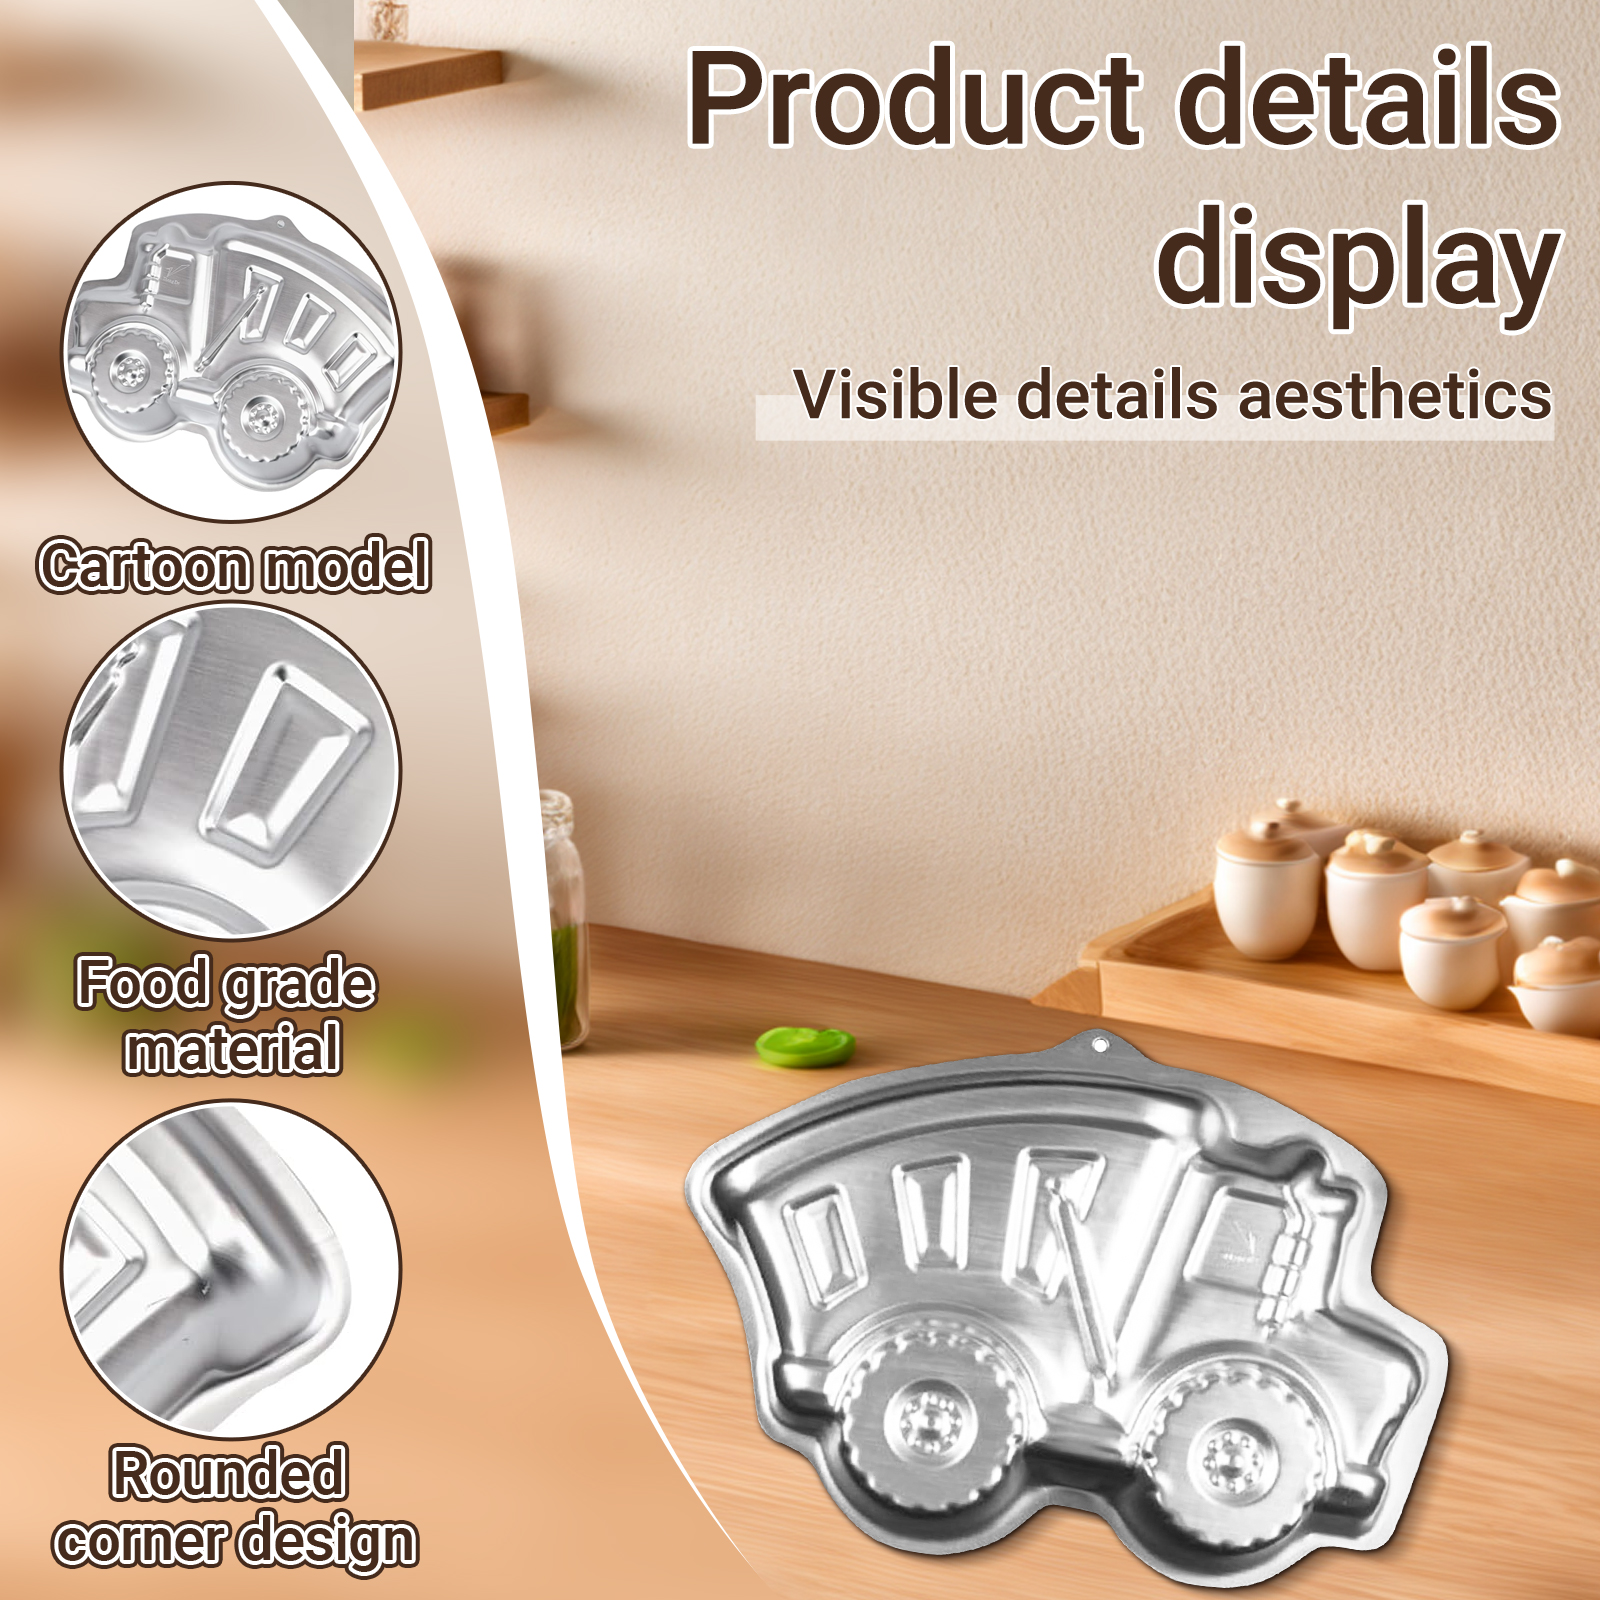 Product details
display
Visible details aesthetics
Cartoon model
Food grade
material
Rounded
corner design